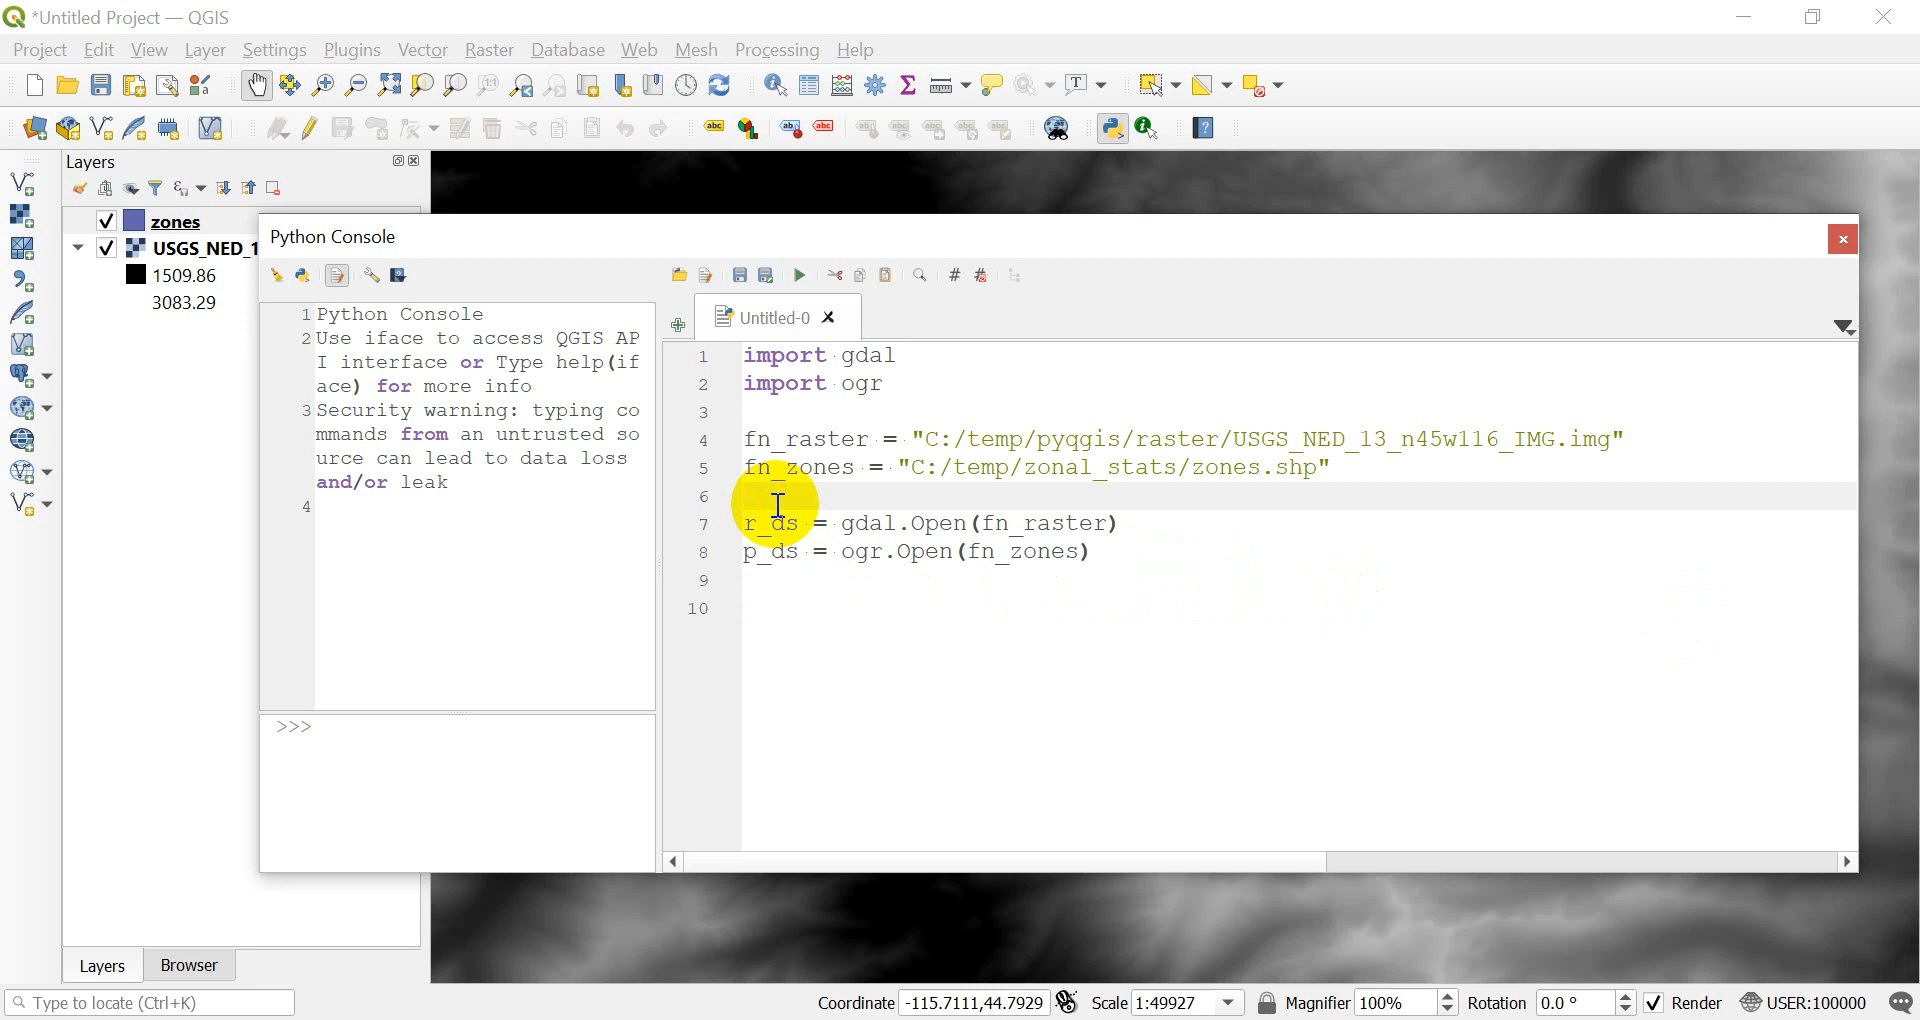 *Untitled Project — QGIS
Project Edit View Layer Settings Plugins Vector Raster Database Web Mesh Processing Help
Layers
zones
USGS_NED_1
1509.86
3083.29
Python Console
1 Python Console
2 Use iface to access QGIS AP
I interface or Type help(if
ace) for more info
3 Security warning: typing co
mmands from an untrusted so
urce can lead to data loss
and/or leak
4
>>>
Untitled-0
1 import gdal
2 import ogr
3
4 fn_raster = "C:/temp/pyqgis/raster/USGS_NED_13_n45w116_IMG.img"
5 fn_zones = "C:/temp/zonal_stats/zones.shp"
6
7 r_ds = gdal.Open(fn_raster)
8 p_ds = ogr.Open(fn_zones)
9
10
Layers Browser
Type to locate (Ctrl+K)
Coordinate -115.7111,44.7929 Scale 1:49927 Magnifier 100% Rotation 0.0 ° Render USER:100000